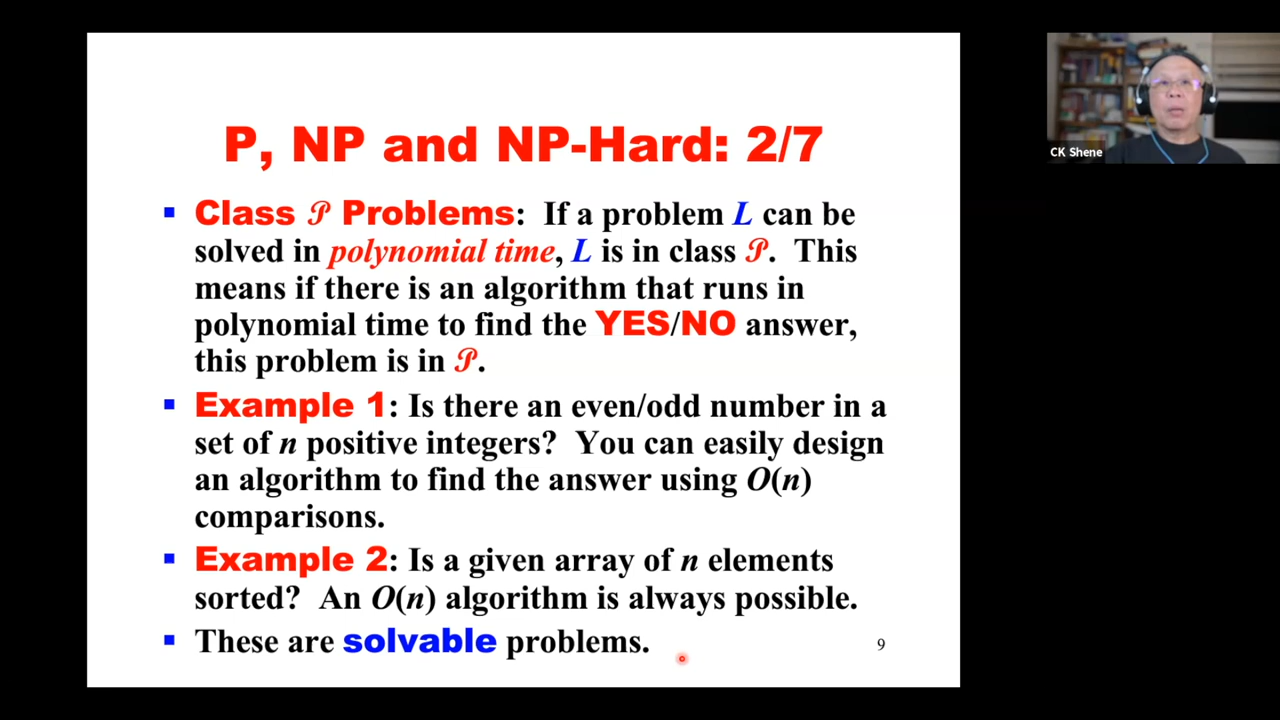 P, NP and NP-Hard: 2/7
CK Shene
▪ Class 𝒫 Problems: If a problem L can be
solved in polynomial time, L is in class 𝒫. This
means if there is an algorithm that runs in
polynomial time to find the YES/NO answer,
this problem is in 𝒫.
▪ Example 1: Is there an even/odd number in a
set of n positive integers? You can easily design
an algorithm to find the answer using O(n)
comparisons.
▪ Example 2: Is a given array of n elements
sorted? An O(n) algorithm is always possible.
▪ These are solvable problems.
9